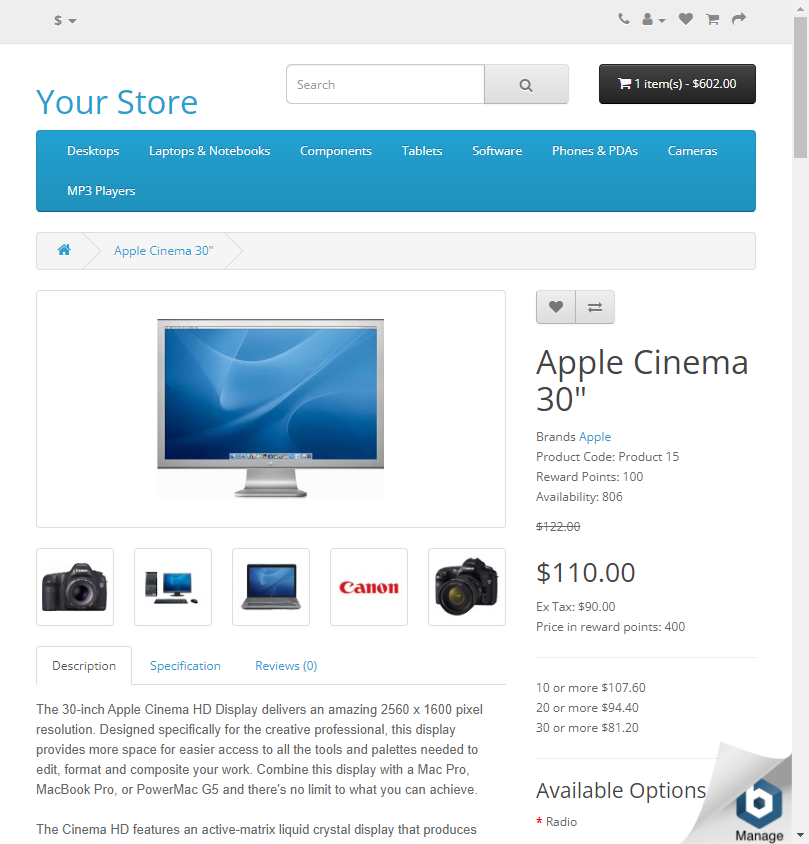 $
Your Store
Search
1 item(s) - $602.00
Desktops
Laptops & Notebooks
Components
Tablets
Software
Phones & PDAs
Cameras
MP3 Players
Apple Cinema 30"
Apple Cinema
30"
Brands Apple
Product Code: Product 15
Reward Points: 100
Availability: 806
$122.00
$110.00
Ex Tax: $90.00
Price in reward points: 400
10 or more $107.60
20 or more $94.40
30 or more $81.20
Available Options
* Radio
Canon
Description
Specification
Reviews (0)
The 30-inch Apple Cinema HD Display delivers an amazing 2560 x 1600 pixel
resolution. Designed specifically for the creative professional, this display
provides more space for easier access to all the tools and palettes needed to
edit, format and composite your work. Combine this display with a Mac Pro,
MacBook Pro, or PowerMac G5 and there's no limit to what you can achieve.
The Cinema HD features an active-matrix liquid crystal display that produces
Manage